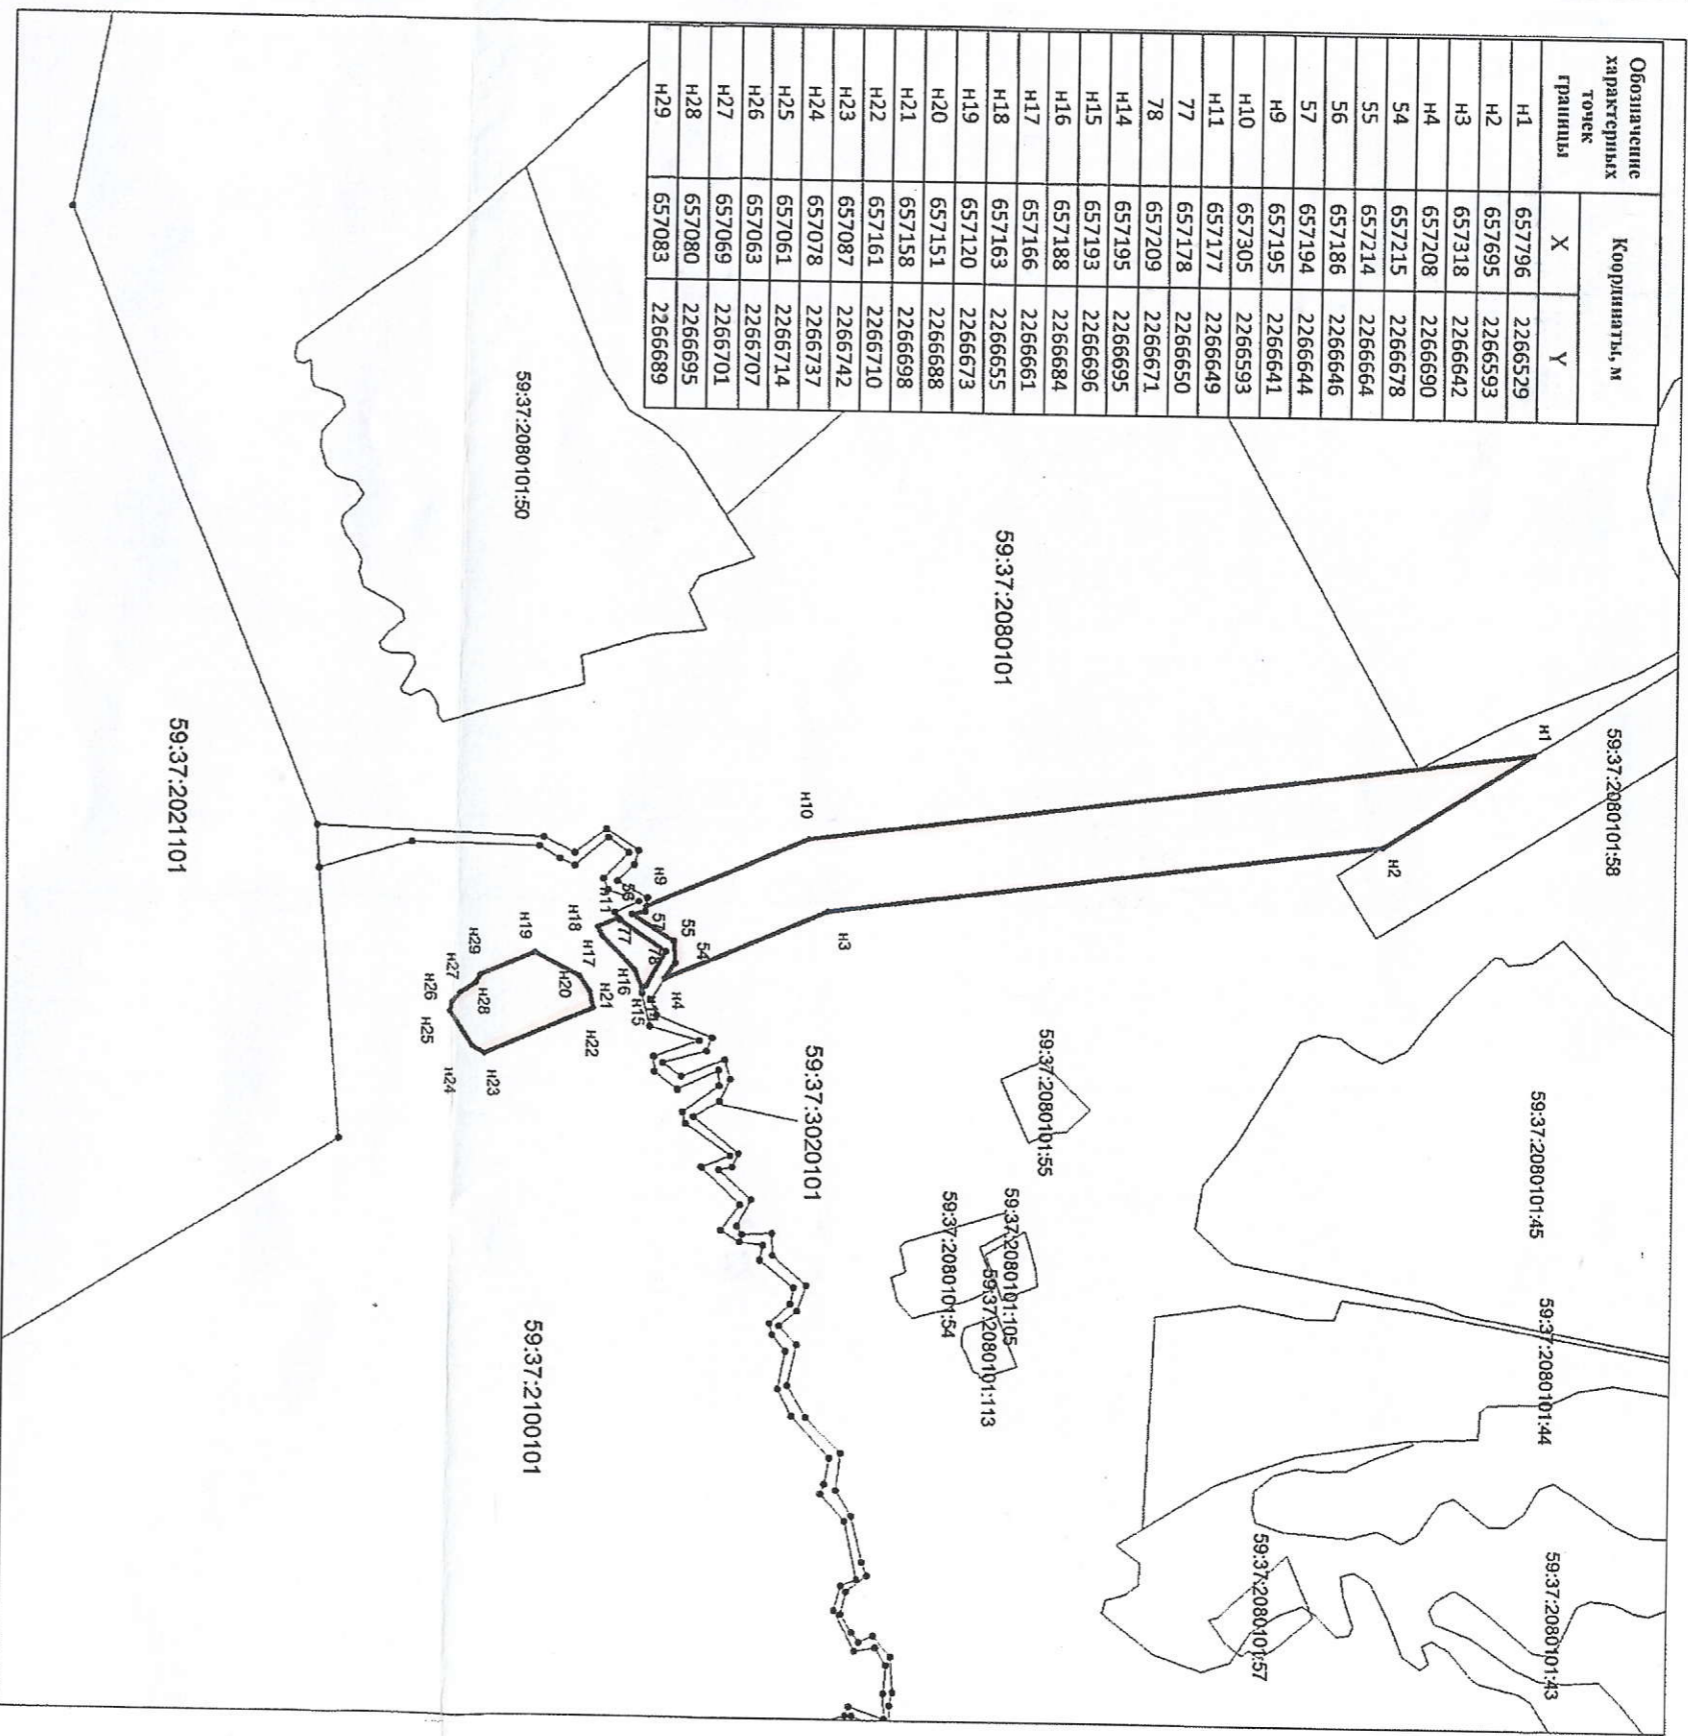 Обозначение характерных точек границы | Координаты, м
X | Y
н1 657796 2266529
н2 657695 2266593
н3 657318 2266642
н4 657208 2266690
54 657215 2266678
55 657214 2266664
56 657186 2266646
57 657194 2266644
н9 657195 2266641
н10 657305 2266593
н11 657177 2266649
77 657178 2266650
78 657209 2266671
н14 657195 2266695
н15 657193 2266696
н16 657188 2266684
н17 657166 2266661
н18 657163 2266655
н19 657120 2266673
н20 657151 2266688
н21 657158 2266698
н22 657161 2266710
н23 657087 2266742
н24 657078 2266737
н25 657061 2266714
н26 657063 2266707
н27 657069 2266701
н28 657080 2266695
н29 657083 2266689
59:37:2080101:58
н1
н2
59:37:2080101:45
59:37:2080101:44
59:37:2080101:43
59:37:2080101:57
59:37:2080101
59:37:2080101:55
59:37:2080101:105
59:37:2080101:113
59:37:2080101:54
н10
н3
59:37:3020101
н9
55
54
57
56
н4
78
77
н11
н15
н16
н17
н18
н21
н22
н20
н19
59:37:2080101:50
59:37:2100101
н29
н28
н23
н27
н26
н25
н24
59:37:2021101